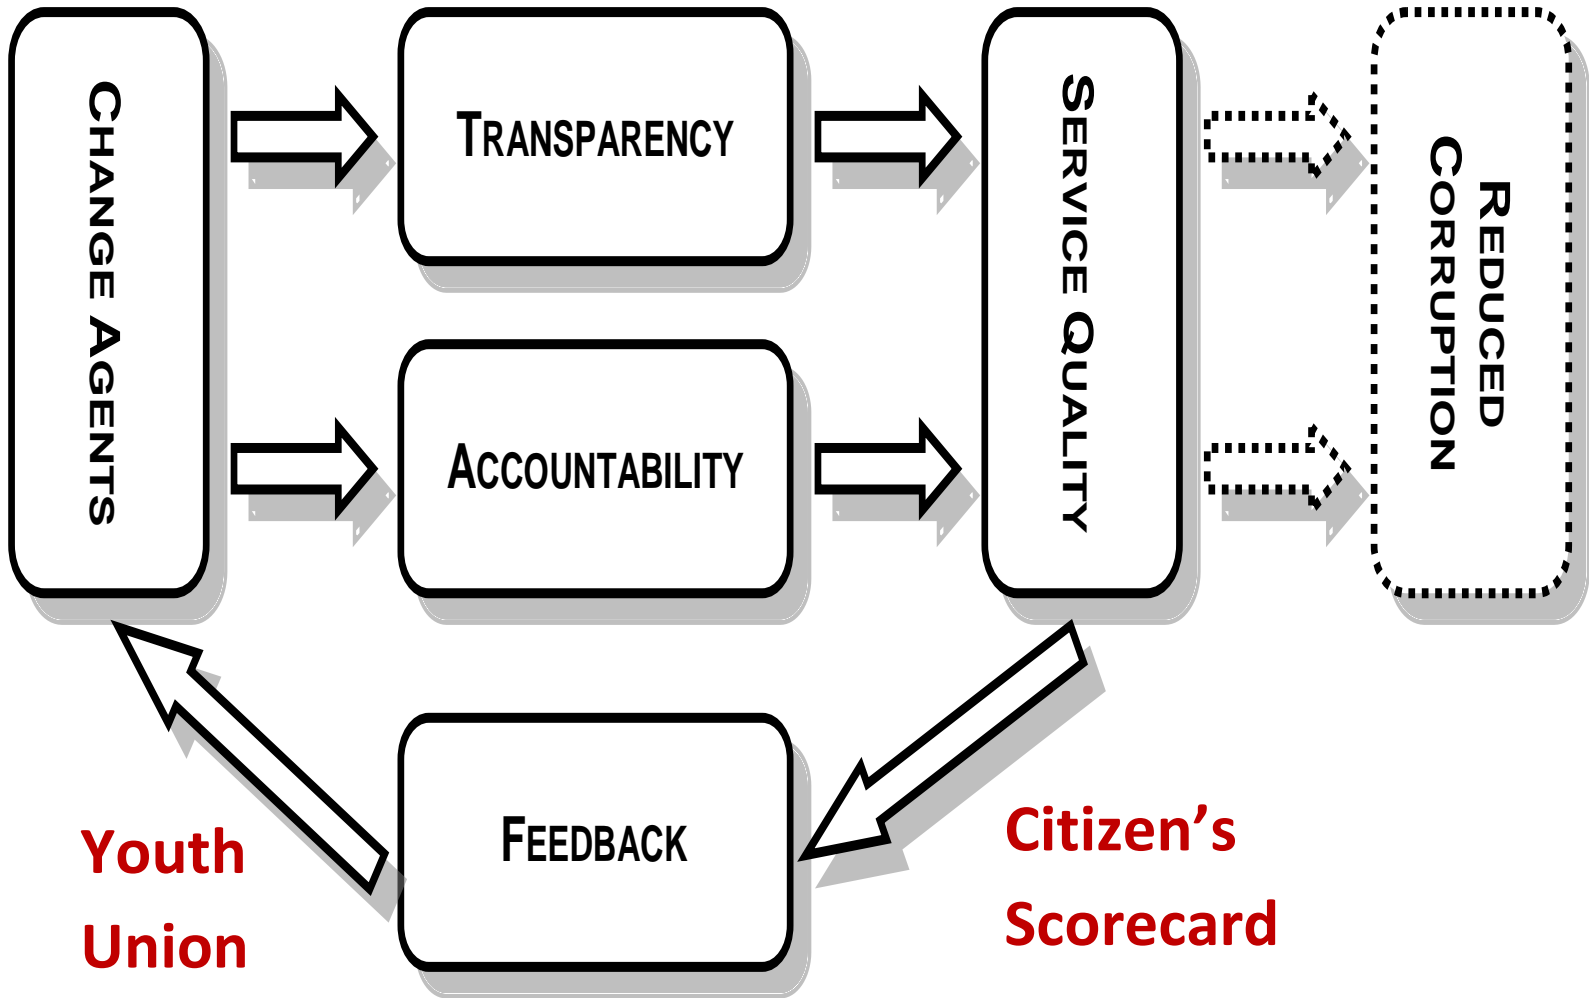 CHANGE AGENTS
TRANSPARENCY
ACCOUNTABILITY
SERVICE QUALITY
REDUCED
CORRUPTION
FEEDBACK
Youth
Union
Citizen’s
Scorecard